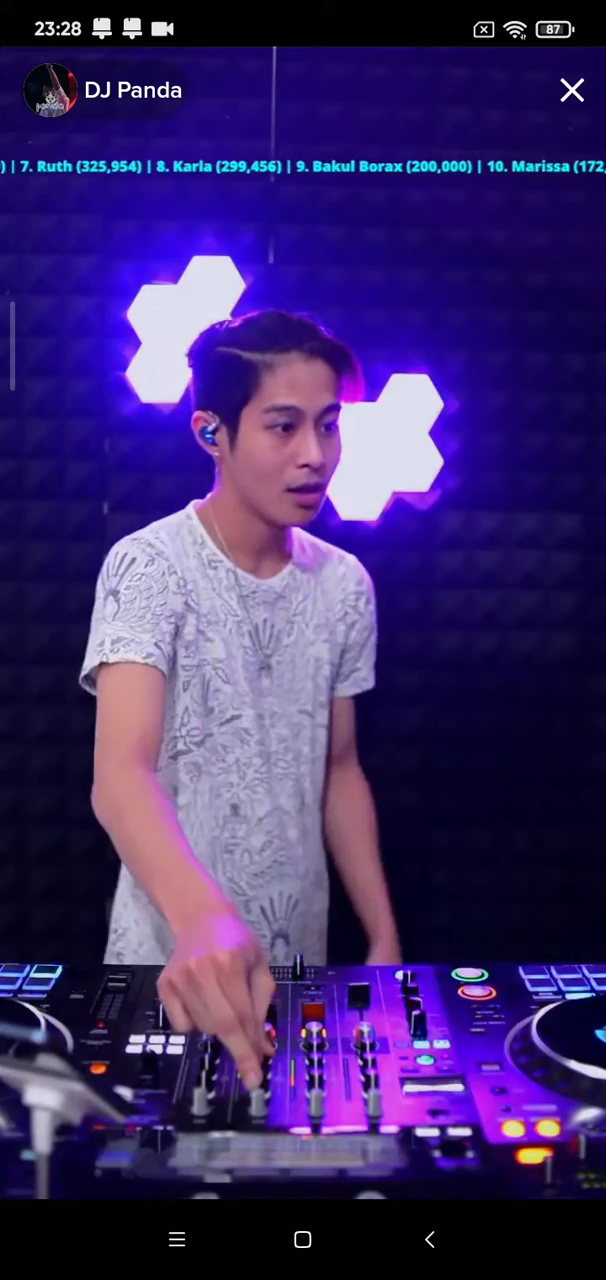 23:28
87
DJ Panda
panda
) | 7. Ruth (325,954) | 8. Karla (299,456) | 9. Bakul Borax (200,000) | 10. Marissa (172,